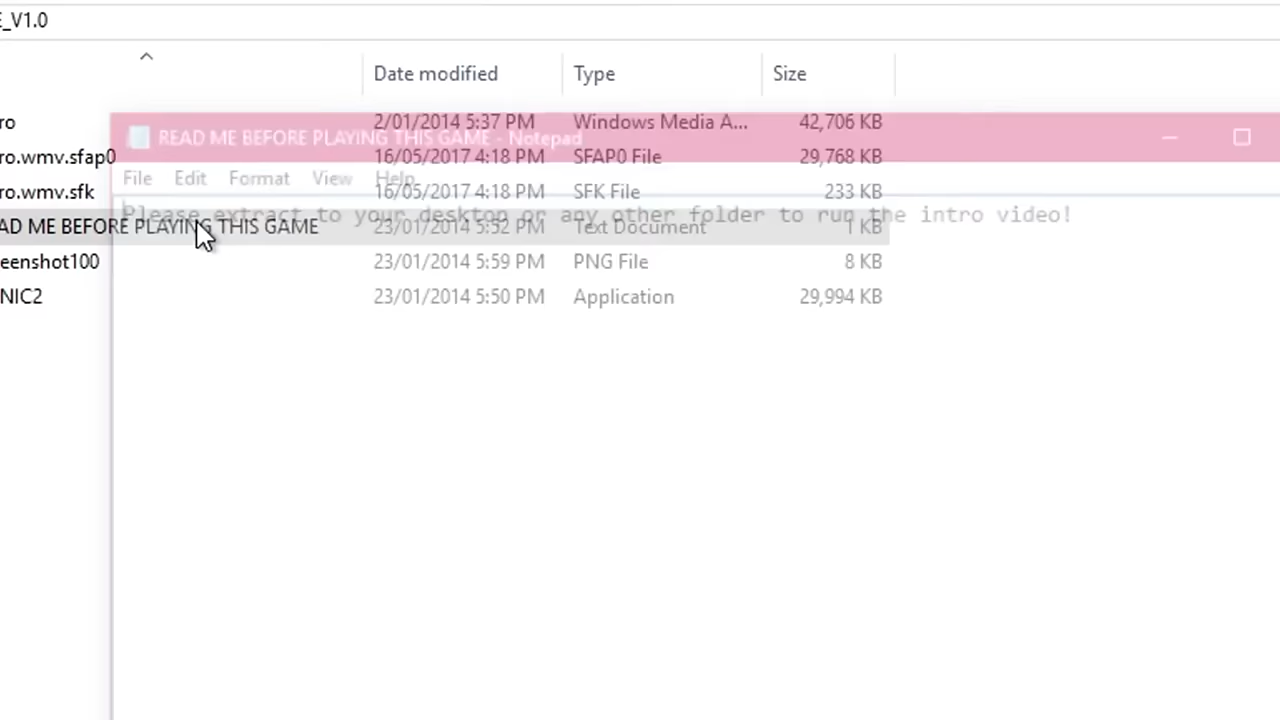 E_V1.0
Date modified Type Size
ro 2/01/2014 5:37 PM Windows Media A... 42,706 KB
READ ME BEFORE PLAYING THIS GAME - Notepad
ro.wmv.sfap0 16/05/2017 4:18 PM SFAP0 File 29,768 KB
File Edit Format View Help
ro.wmv.sfk 16/05/2017 4:18 PM SFK File 233 KB
Please extract to your desktop or any other folder to run the intro video!
AD ME BEFORE PLAYING THIS GAME 23/01/2014 5:52 PM Text Document 1 KB
eenshot100 23/01/2014 5:59 PM PNG File 8 KB
NIC2 23/01/2014 5:50 PM Application 29,994 KB